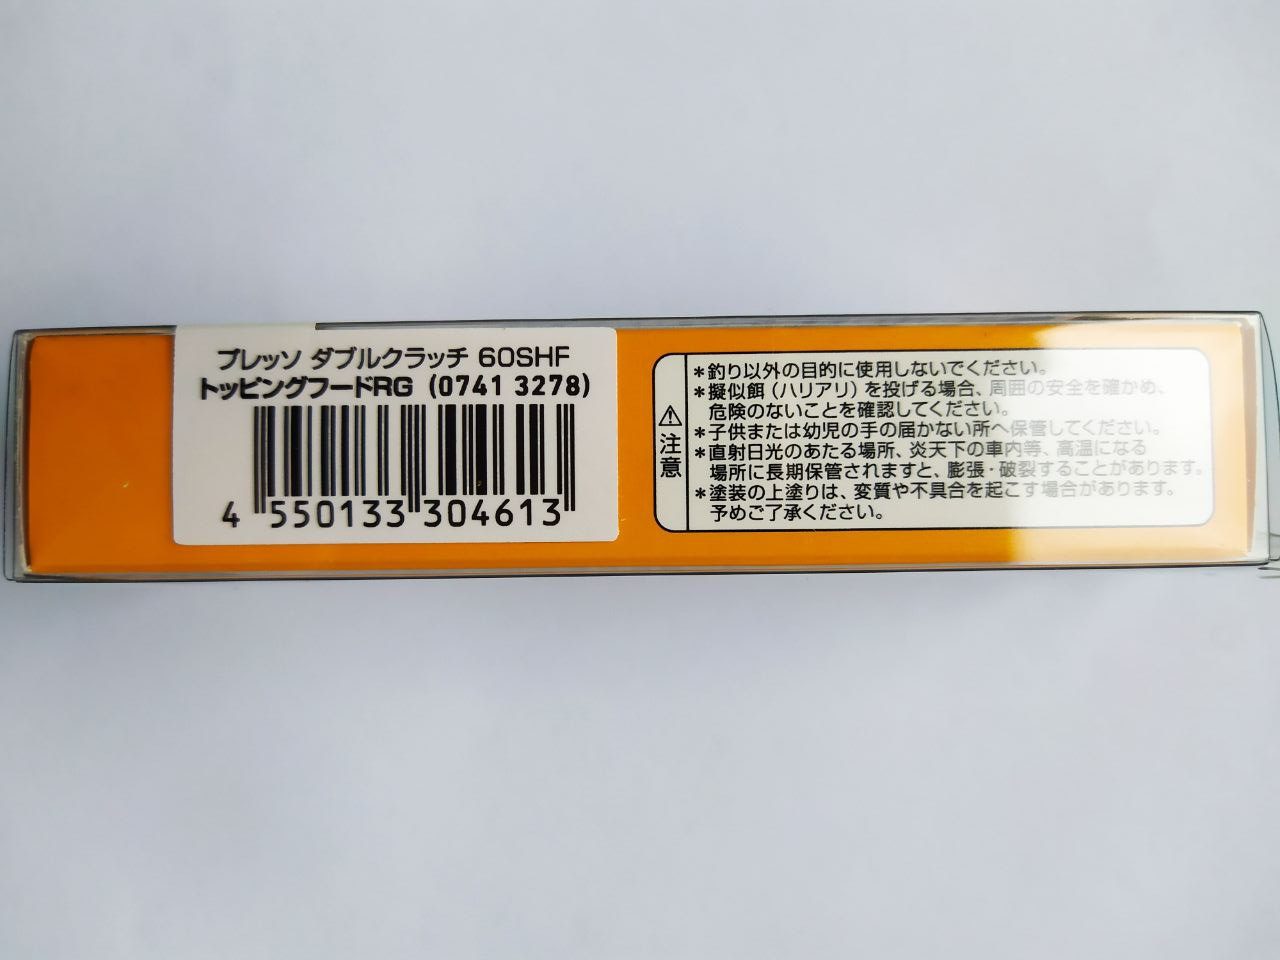 プレッソ ダブルクラッチ 60SHF
トッピングフードRG (0741 3278)
4 550133 304613
⚠注意
*釣り以外の目的に使用しないでください。
*擬似餌(ハリアリ)を投げる場合、周囲の安全を確かめ、
危険のないことを確認してください。
*子供または幼児の手の届かない所へ保管してください。
*直射日光のあたる場所、炎天下の車内等、高温になる
場所に長期保管されますと、膨張・破裂することがあります。
*塗装の上塗りは、変質や不具合を起こす場合があります。
予めご了承ください。